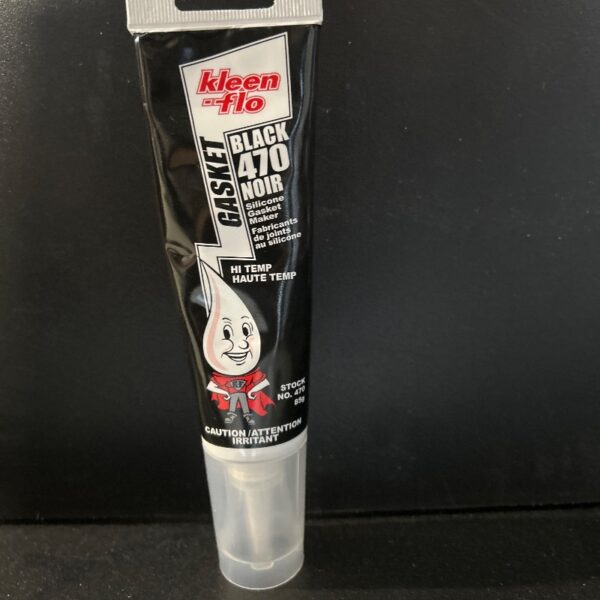 kleen
-flo
GASKET
BLACK
470
NOIR
Silicone
Gasket
Maker
Fabricants
de joints
au silicone
HI TEMP
HAUTE TEMP
STOCK
NO. 470
85g
CAUTION/ATTENTION
IRRITANT